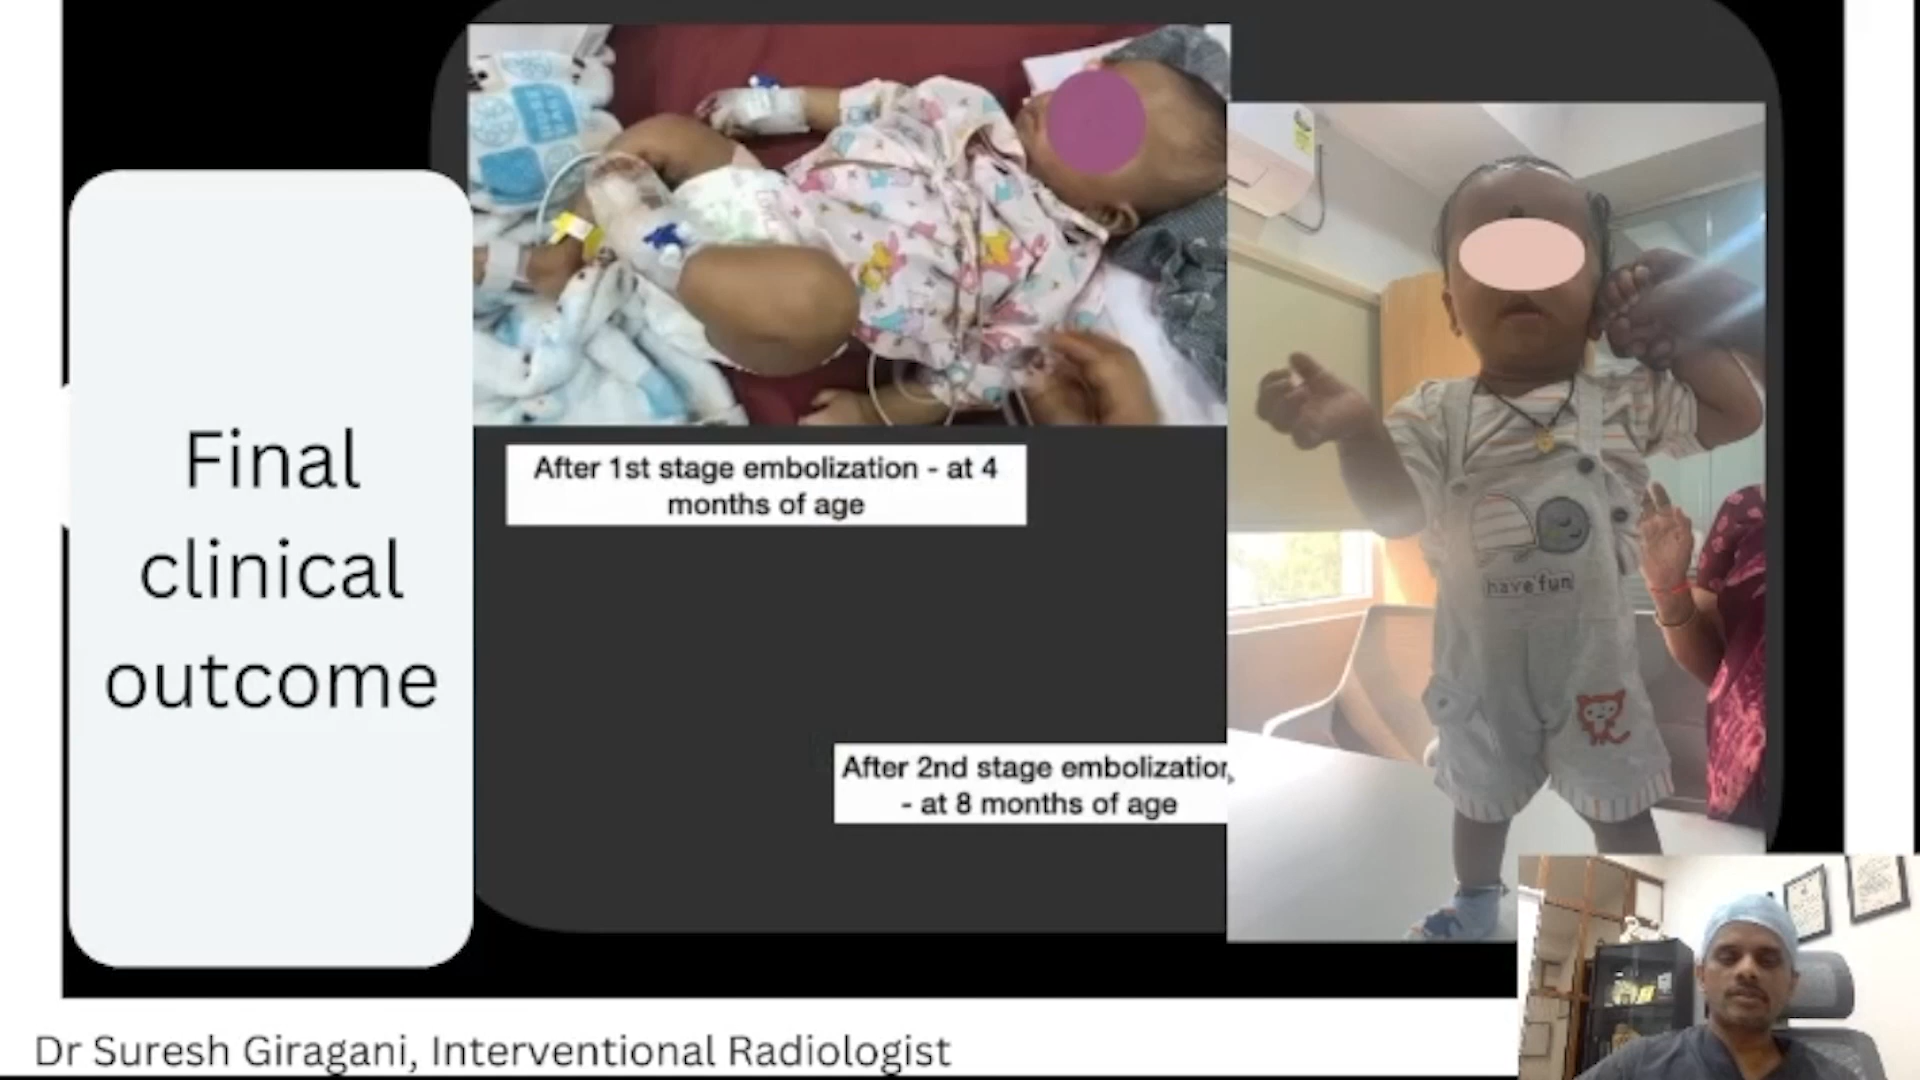 Final
clinical
outcome
After 1st stage embolization - at 4
months of age
After 2nd stage embolization
- at 8 months of age
have fun
Dr Suresh Giragani, Interventional Radiologist